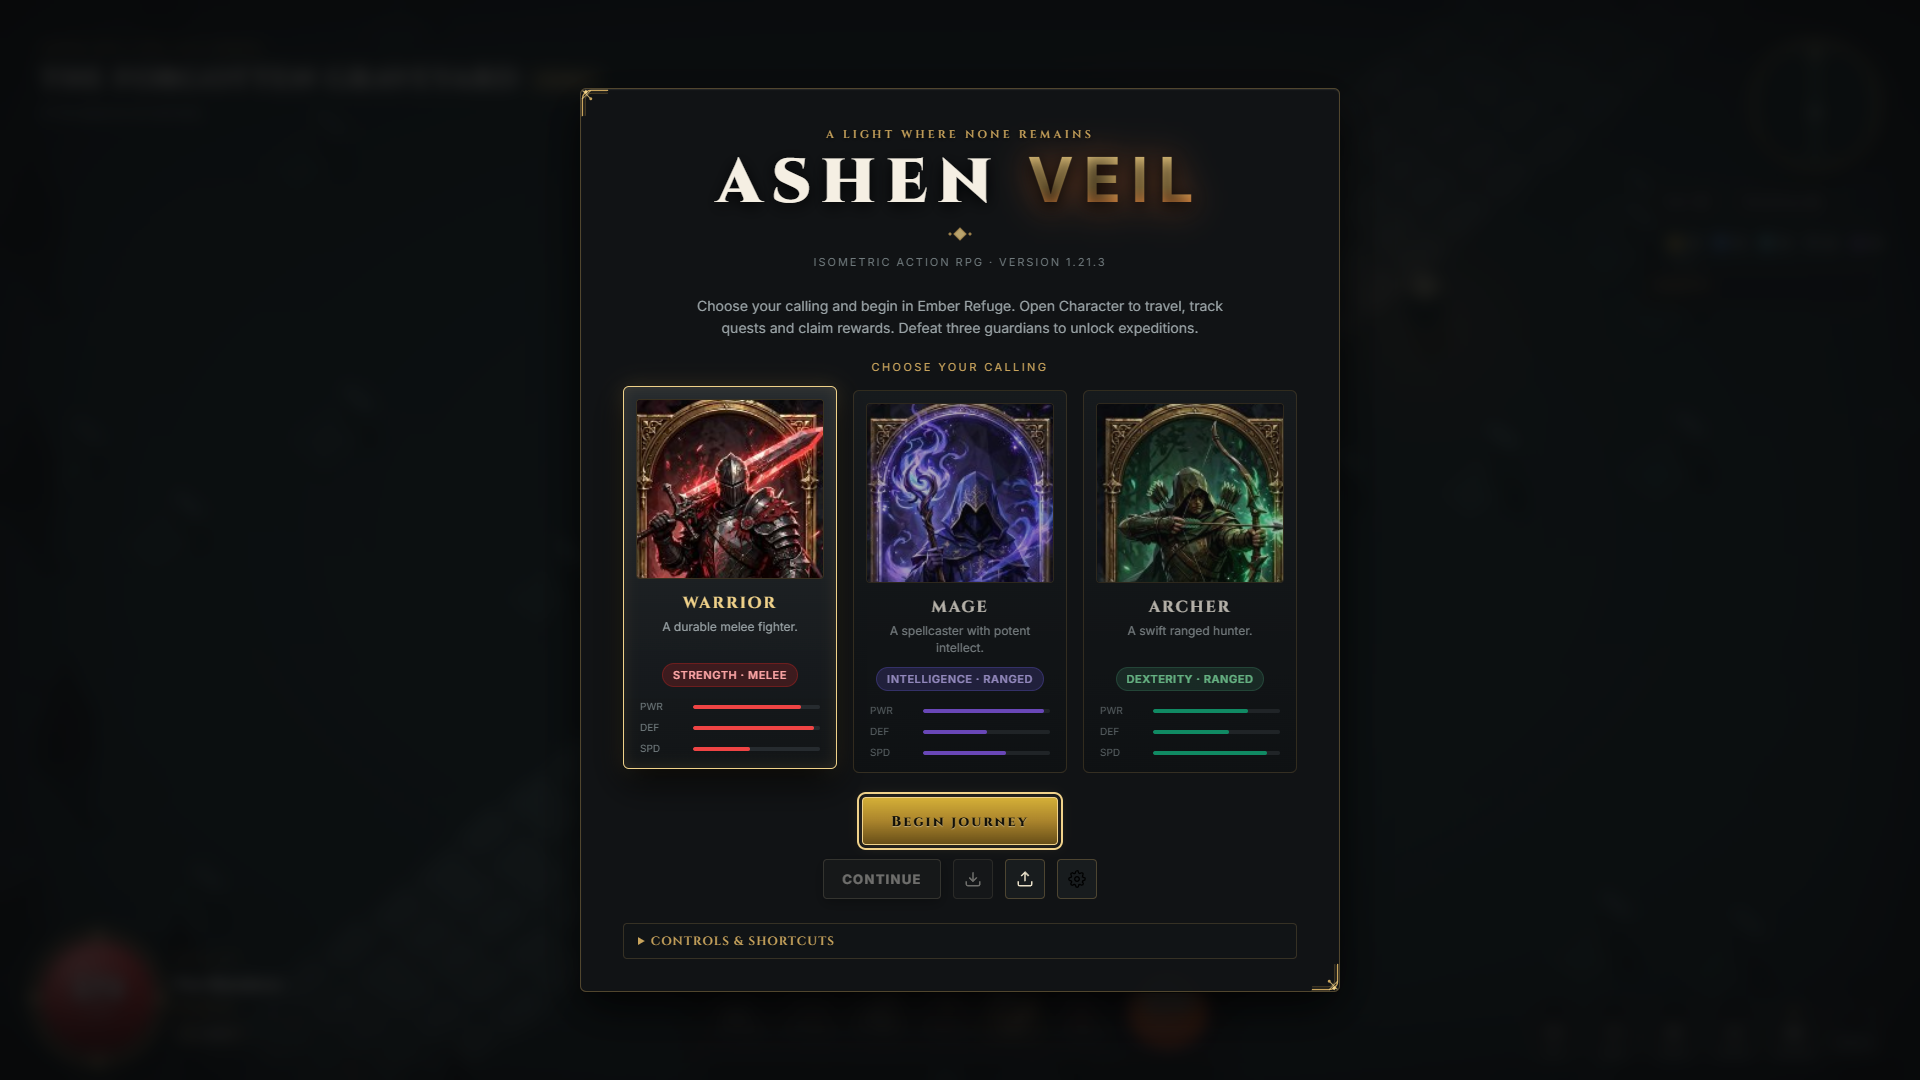 A LIGHT WHERE NONE REMAINS
ASHEN VEIL
ISOMETRIC ACTION RPG · VERSION 1.21.3
Choose your calling and begin in Ember Refuge. Open Character to travel, track
quests and claim rewards. Defeat three guardians to unlock expeditions.
CHOOSE YOUR CALLING
WARRIOR
A durable melee fighter.
STRENGTH · MELEE
PWR
DEF
SPD
MAGE
A spellcaster with potent
intellect.
INTELLIGENCE · RANGED
PWR
DEF
SPD
ARCHER
A swift ranged hunter.
DEXTERITY · RANGED
PWR
DEF
SPD
BEGIN JOURNEY
CONTINUE
CONTROLS & SHORTCUTS